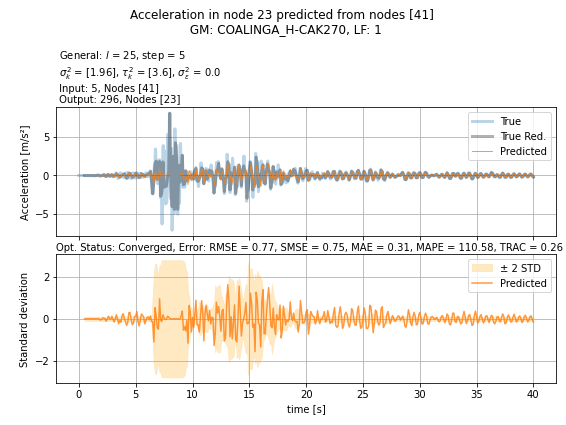 Acceleration in node 23 predicted from nodes [41]
GM: COALINGA_H-CAK270, LF: 1
General: l = 25, step = 5
σ²ₖ = [1.96], τ²ₖ = [3.6], σ²ε = 0.0
Input: 5, Nodes [41]
Output: 296, Nodes [23]
Acceleration [m/s²]
5
0
−5
True
True Red.
Predicted
Opt. Status: Converged, Error: RMSE = 0.77, SMSE = 0.75, MAE = 0.31, MAPE = 110.58, TRAC = 0.26
Standard deviation
2
0
−2
± 2 STD
Predicted
0 5 10 15 20 25 30 35 40
time [s]